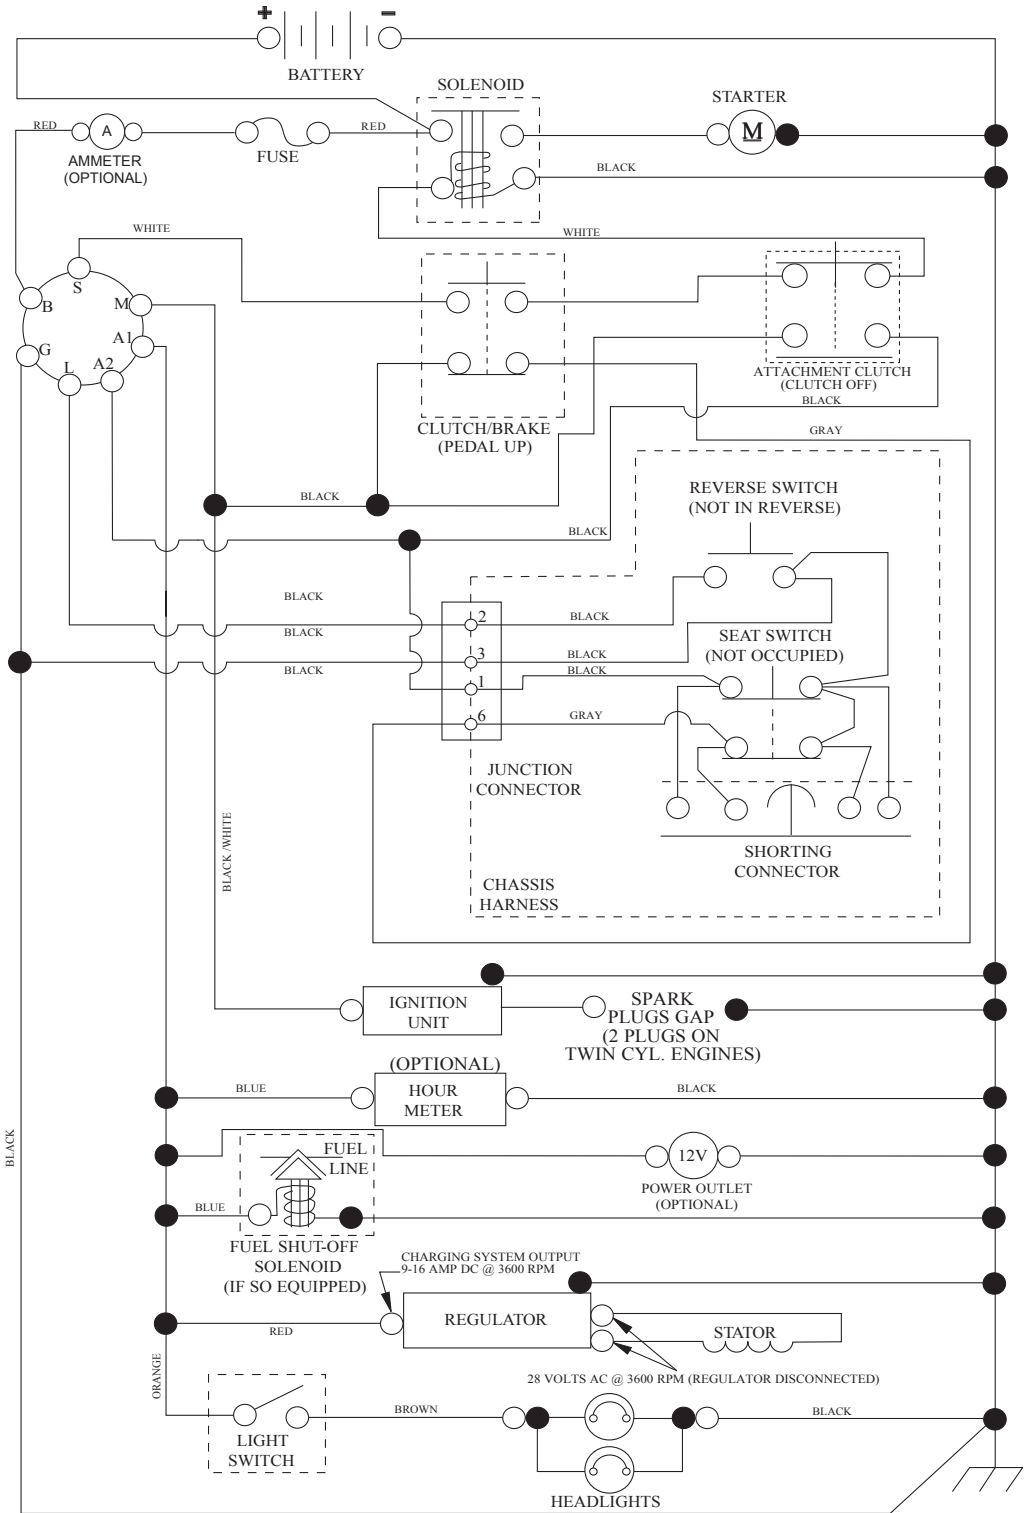 + −
BATTERY
SOLENOID
STARTER
RED
A
RED
M
AMMETER
(OPTIONAL)
FUSE
BLACK
WHITE
WHITE
S
B
M
A1
G
L
A2
ATTACHMENT CLUTCH
(CLUTCH OFF)
BLACK
CLUTCH/BRAKE
(PEDAL UP)
GRAY
BLACK
REVERSE SWITCH
(NOT IN REVERSE)
BLACK
BLACK
2
BLACK
BLACK
SEAT SWITCH
(NOT OCCUPIED)
3
BLACK
BLACK
BLACK
1
6
GRAY
JUNCTION
CONNECTOR
BLACK /WHITE
SHORTING
CONNECTOR
CHASSIS
HARNESS
IGNITION
UNIT
SPARK
PLUGS GAP
(2 PLUGS ON
TWIN CYL. ENGINES)
(OPTIONAL)
HOUR
METER
BLUE
BLACK
BLACK
FUEL
LINE
12V
POWER OUTLET
(OPTIONAL)
BLUE
FUEL SHUT-OFF
SOLENOID
(IF SO EQUIPPED)
CHARGING SYSTEM OUTPUT
9-16 AMP DC @ 3600 RPM
REGULATOR
RED
STATOR
ORANGE
28 VOLTS AC @ 3600 RPM (REGULATOR DISCONNECTED)
BROWN
BLACK
LIGHT
SWITCH
HEADLIGHTS